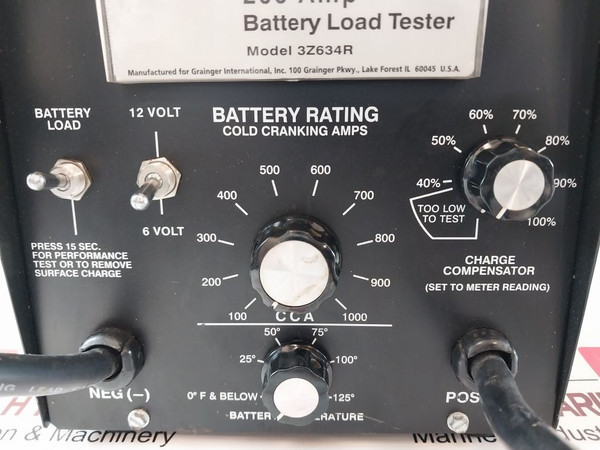 200 Amp
Battery Load Tester
Model 3Z634R
Manufactured for Grainger International, Inc. 100 Grainger Pkwy., Lake Forest IL 60045 U.S.A.
BATTERY
LOAD
12 VOLT
6 VOLT
PRESS 15 SEC.
FOR PERFORMANCE
TEST OR TO REMOVE
SURFACE CHARGE
BATTERY RATING
COLD CRANKING AMPS
100
200
300
400
500
600
700
800
900
1000
CCA
40%
50%
60%
70%
80%
90%
100%
TOO LOW
TO TEST
CHARGE
COMPENSATOR
(SET TO METER READING)
0° F & BELOW
25°
50°
75°
100°
125°
NEG (–)
POS
& Machinery
Marine